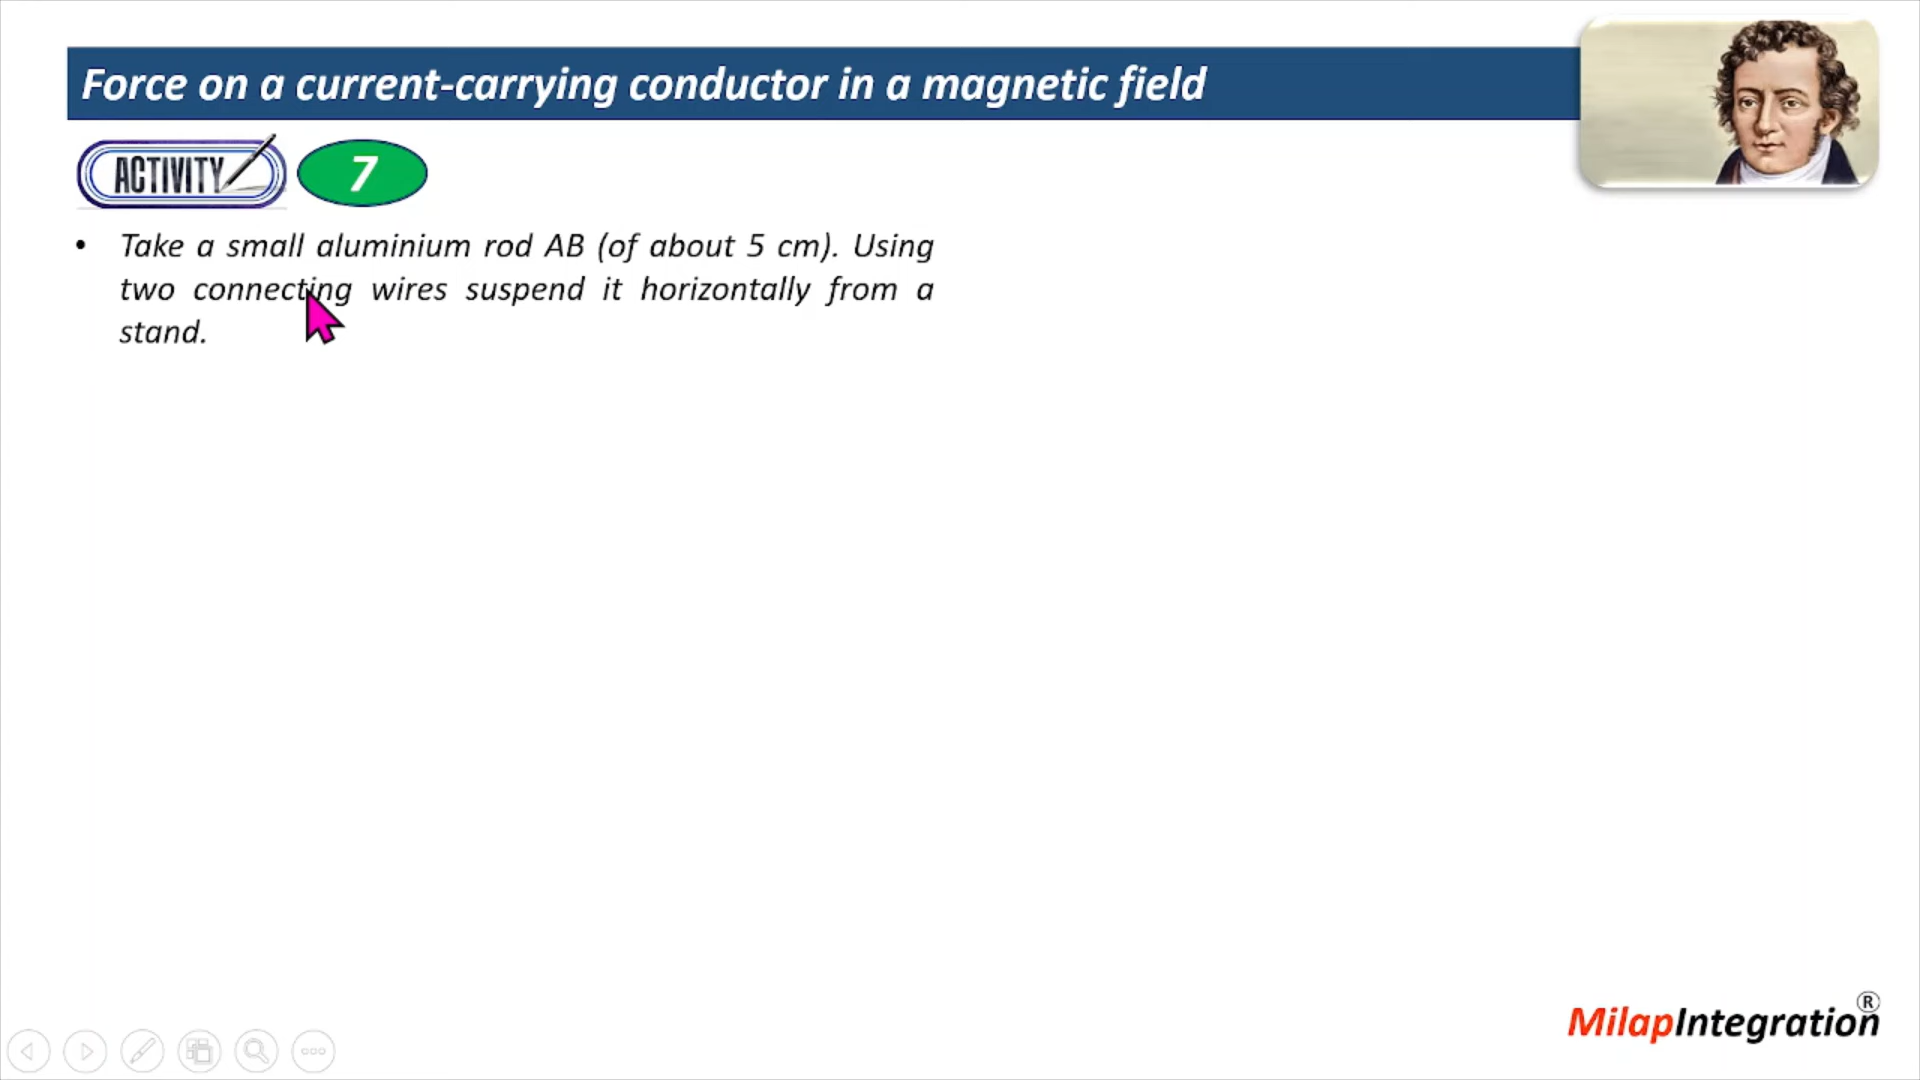 Force on a current-carrying conductor in a magnetic field
ACTIVITY 7
• Take a small aluminium rod AB (of about 5 cm). Using
two connecting wires suspend it horizontally from a
stand.
MilapIntegration®